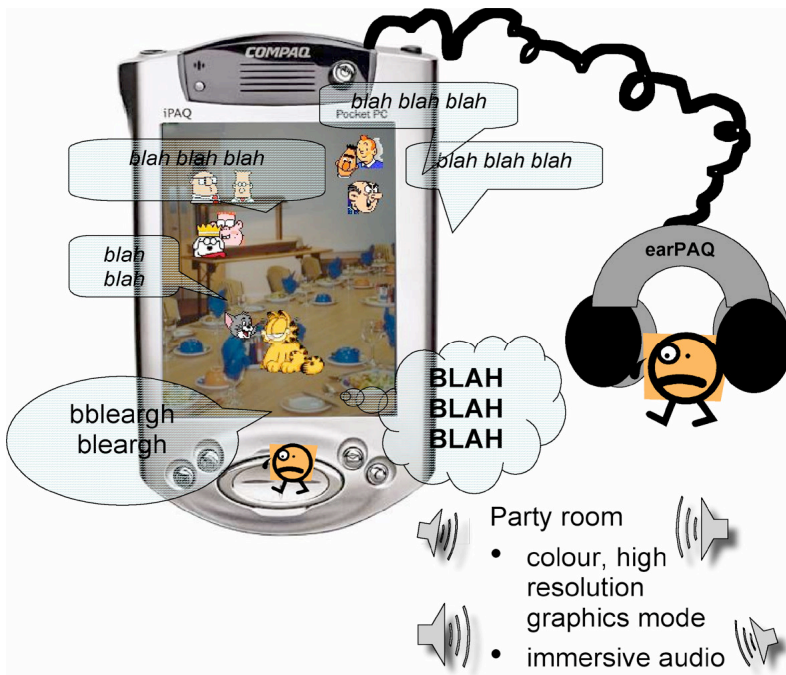 COMPAQ
iPAQ
Pocket PC
blah blah blah
blah blah blah
blah blah blah
blah
blah
earPAQ
BLAH
BLAH
BLAH
bbleargh
bleargh
Party room
• colour, high
resolution
graphics mode
• immersive audio